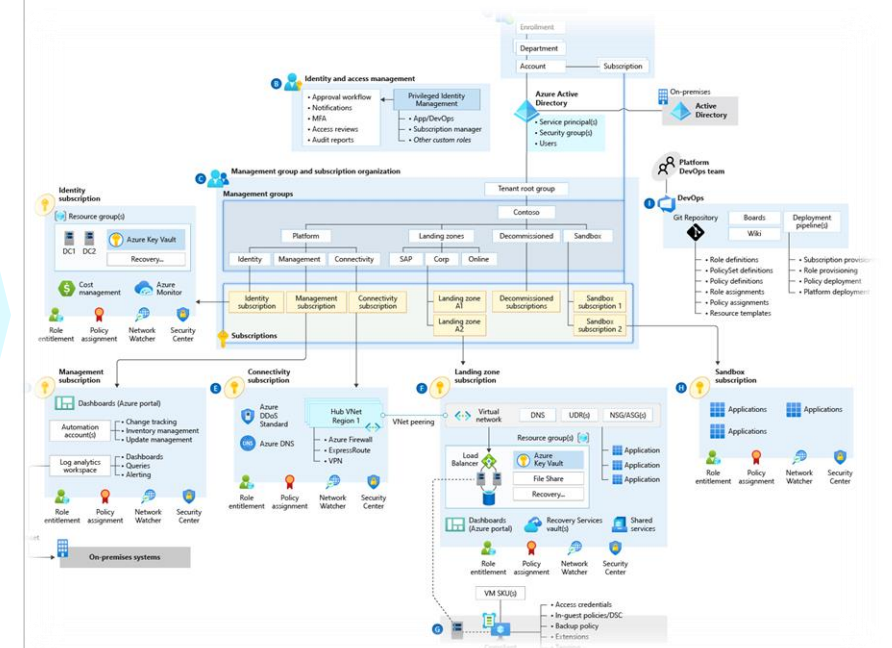 Enrollment
Department
Account
Subscription
B
Identity and access management
• Approval workflow
• Notifications
• MFA
• Access reviews
• Audit reports
Privileged Identity
Management
• App/DevOps
• Subscription manager
• Other custom roles
Azure Active
Directory
• Service principal(s)
• Security group(s)
• Users
On-premises
Active
Directory
Platform
DevOps team
C
Management group and subscription organization
Management groups
Tenant root group
Contoso
Platform
Landing zones
Decommissioned
Sandbox
Identity
Management
Connectivity
SAP
Corp
Online
Identity
subscription
Management
subscription
Connectivity
subscription
Landing zone
A1
Landing zone
A2
Decommissioned
subscriptions
Sandbox
subscription 1
Sandbox
subscription 2
Subscriptions
Identity
subscription
Resource group(s)
DC1
DC2
Azure Key Vault
Recovery...
Cost
management
Azure
Monitor
Role
entitlement
Policy
assignment
Network
Watcher
Security
Center
I
DevOps
Git Repository
Boards
Wiki
Deployment
pipeline(s)
• Role definitions
• PolicySet definitions
• Policy definitions
• Role assignments
• Policy assignments
• Resource templates
• Subscription provisio
• Role provisioning
• Policy deployment
• Platform deployment
Management
subscription
Dashboards (Azure portal)
Automation
account(s)
• Change tracking
• Inventory management
• Update management
Log analytics
workspace
• Dashboards
• Queries
• Alerting
Role
entitlement
Policy
assignment
Network
Watcher
Security
Center
On-premises systems
E
Connectivity
subscription
Azure
DDoS
Standard
DNS
Azure DNS
Hub VNet
Region 1
• Azure Firewall
• ExpressRoute
• VPN
Role
entitlement
Policy
assignment
Network
Watcher
Security
Center
VNet peering
F
Landing zone
subscription
Virtual
network
DNS
UDR(s)
NSG/ASG(s)
Resource group(s)
Load
Balancer
Azure
Key Vault
File Share
Recovery...
Application
Application
Application
Dashboards
(Azure portal)
Recovery Services
vault(s)
Shared
services
Role
entitlement
Policy
assignment
Network
Watcher
Security
Center
H
Sandbox
subscription
Applications
Applications
Applications
Role
entitlement
Policy
assignment
Network
Watcher
Security
Center
VM SKU(s)
G
• Access credentials
• In-guest policies/DSC
• Backup policy
• Extensions